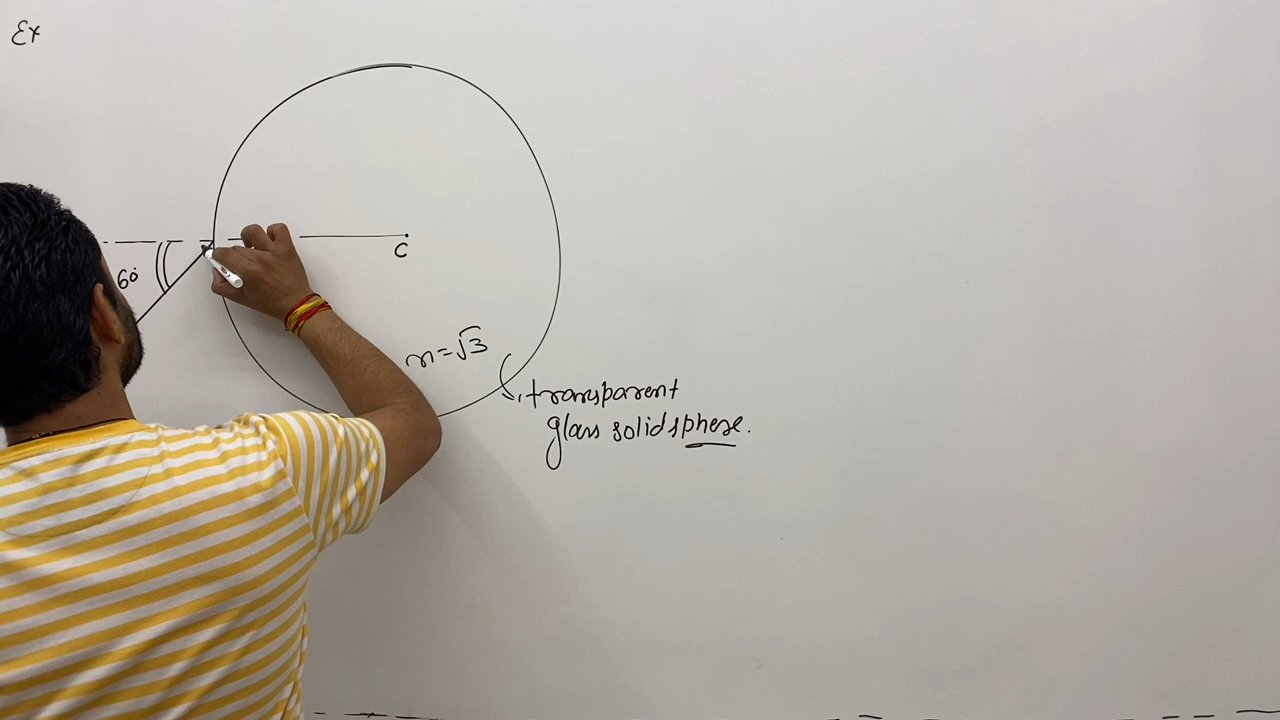 Ex
C
60°
n=√3
transparent
glass solid sphere.